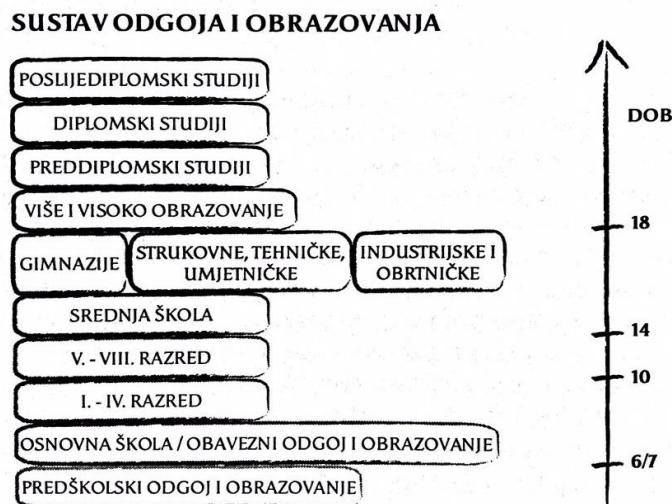 SUSTAV ODGOJA I OBRAZOVANJA
POSLIJEDIPLOMSKI STUDIJI
DIPLOMSKI STUDIJI
PREDDIPLOMSKI STUDIJI
VIŠE I VISOKO OBRAZOVANJE
GIMNAZIJE
STRUKOVNE, TEHNIČKE,
UMJETNIČKE
INDUSTRIJSKE I
OBRTNIČKE
SREDNJA ŠKOLA
V. - VIII. RAZRED
I. - IV. RAZRED
OSNOVNA ŠKOLA / OBAVEZNI ODGOJ I OBRAZOVANJE
PREDŠKOLSKI ODGOJ I OBRAZOVANJE
DOB
18
14
10
6/7